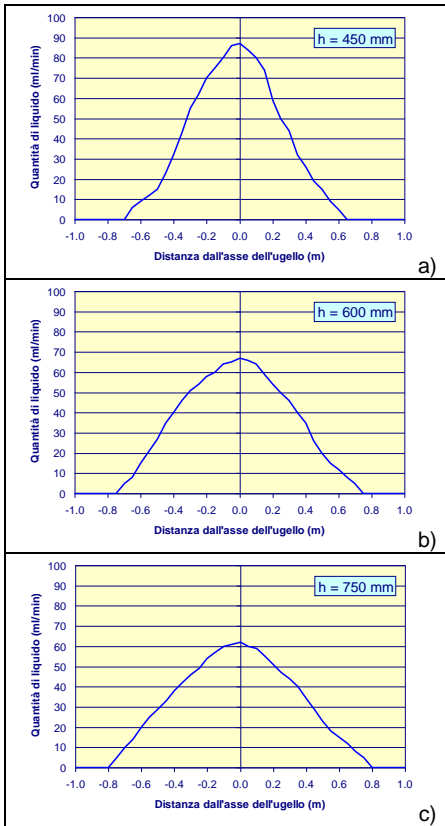 Quantità di liquido (ml/min)
100
90
80
70
60
50
40
30
20
10
0
h = 450 mm
-1.0 -0.8 -0.6 -0.4 -0.2 0.0 0.2 0.4 0.6 0.8 1.0
Distanza dall'asse dell'ugello (m)
a)
Quantità di liquido (ml/min)
100
90
80
70
60
50
40
30
20
10
0
h = 600 mm
-1.0 -0.8 -0.6 -0.4 -0.2 0.0 0.2 0.4 0.6 0.8 1.0
Distanza dall'asse dell'ugello (m)
b)
Quantità di liquido (ml/min)
100
90
80
70
60
50
40
30
20
10
0
h = 750 mm
-1.0 -0.8 -0.6 -0.4 -0.2 0.0 0.2 0.4 0.6 0.8 1.0
Distanza dall'asse dell'ugello (m)
c)